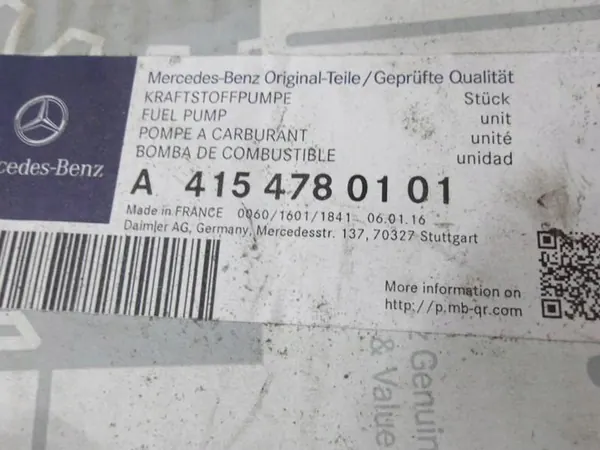 Mercedes-Benz Original-Teile/Geprüfte Qualität
KRAFTSTOFFPUMPE Stück
FUEL PUMP unit
POMPE A CARBURANT unité
BOMBA DE COMBUSTIBLE unidad
cedes-Benz
A 415 478 01 01
Made in FRANCE 0060/1601/1841 06.01.16
Daimler AG, Germany, Mercedesstr. 137, 70327 Stuttgart
More information on
http://p.mb-qr.com
z Genuin
& Value